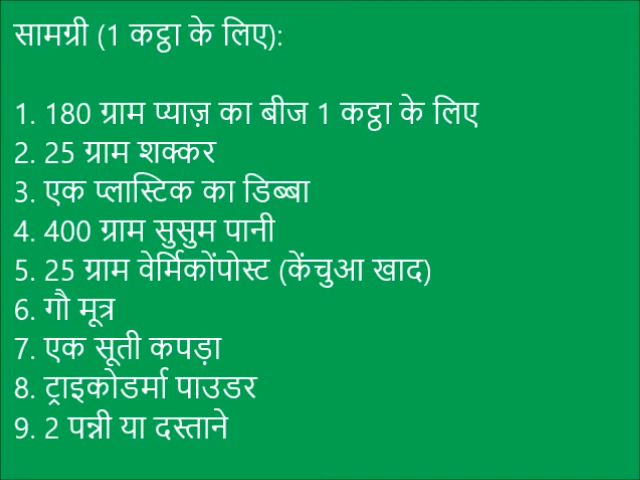 सामग्री (1 कट्ठा के लिए):
1. 180 ग्राम प्याज़ का बीज 1 कट्ठा के लिए
2. 25 ग्राम शक्कर
3. एक प्लास्टिक का डिब्बा
4. 400 ग्राम सुसुम पानी
5. 25 ग्राम वेर्मिकोंपोस्ट (केंचुआ खाद)
6. गौ मूत्र
7. एक सूती कपड़ा
8. ट्राइकोडर्मा पाउडर
9. 2 पन्नी या दस्ताने